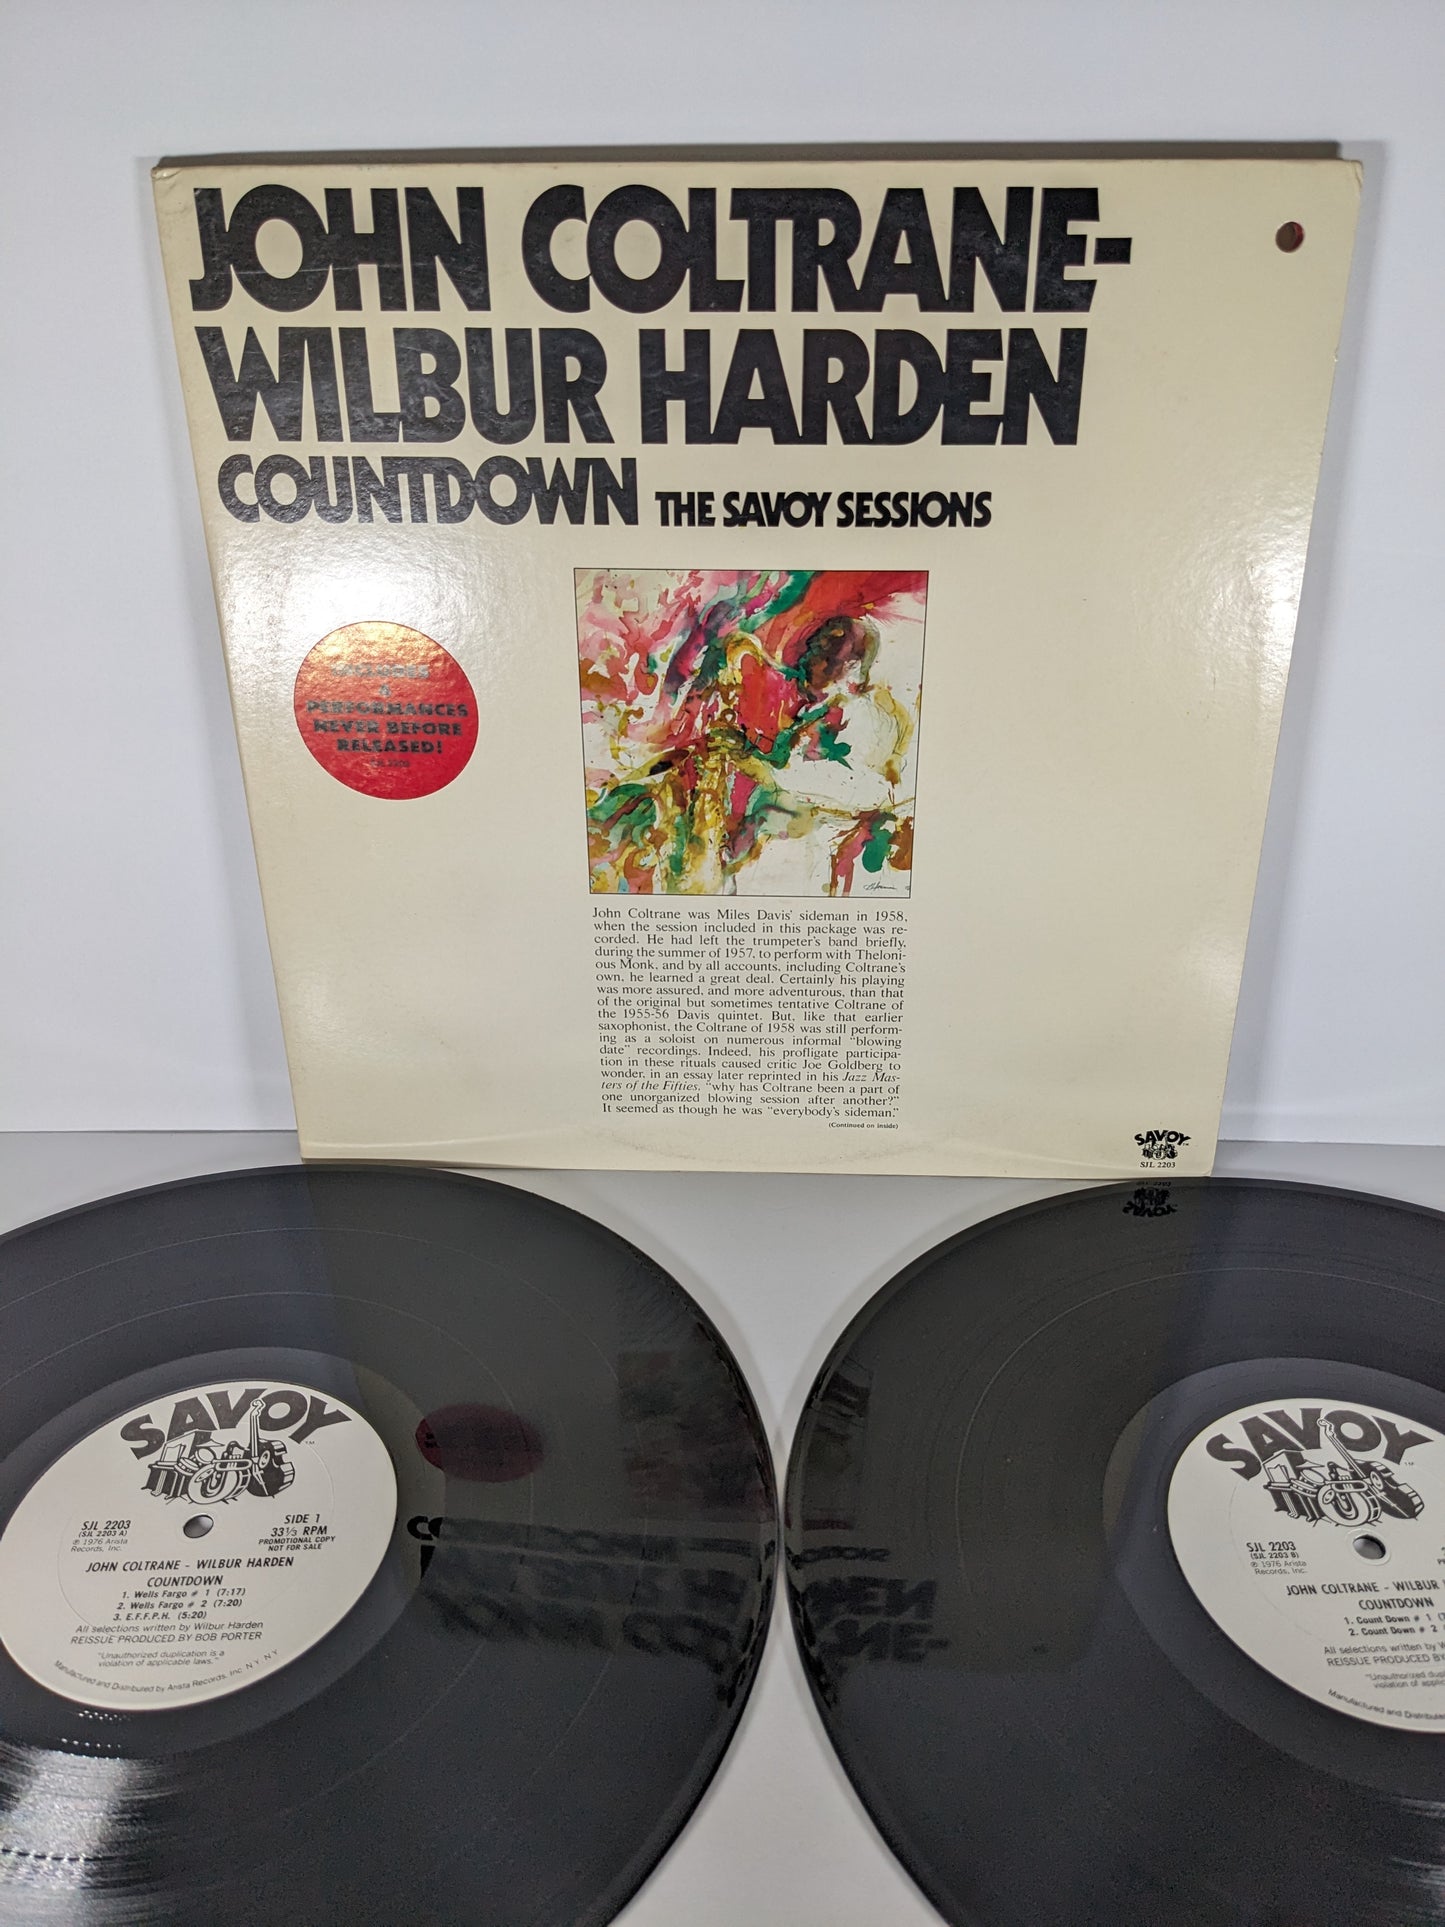 JOHN COLTRANE-
WILBUR HARDEN
COUNTDOWN THE SAVOY SESSIONS
INCLUDES
PERFORMANCES
NEVER BEFORE
RELEASED!
SJL 2203
John Coltrane was Miles Davis' sideman in 1958,
when the session included in this package was re-
corded. He had left the trumpeter's band briefly,
during the summer of 1957, to perform with Theloni-
ous Monk, and by all accounts, including Coltrane's
own, he learned a great deal. Certainly his playing
was more assured, and more adventurous, than that
of the original but sometimes tentative Coltrane of
the 1955-56 Davis quintet. But, like that earlier
saxophonist, the Coltrane of 1958 was still perform-
ing as a soloist on numerous informal "blowing
date" recordings. Indeed, his profligate participa-
tion in these rituals caused critic Joe Goldberg to
wonder, in an essay later reprinted in his Jazz Mas-
ters of the Fifties, "why has Coltrane been a part of
one unorganized blowing session after another?"
It seemed as though he was "everybody's sideman."
(Continued on inside)
SAVOY TM
SJL 2203
SAVOY
TM
SJL 2203
(SJL 2203 A)
℗ 1976 Arista
Records, Inc.
SIDE 1
33⅓ RPM
PROMOTIONAL COPY
NOT FOR SALE
JOHN COLTRANE - WILBUR HARDEN
COUNTDOWN
1. Wells Fargo # 1 (7:17)
2. Wells Fargo # 2 (7:20)
3. E.F.F.P.H. (5:20)
All selections written by Wilbur Harden
REISSUE PRODUCED BY BOB PORTER
"Unauthorized duplication is a
violation of applicable laws."
Manufactured and Distributed by Arista Records, Inc. N.Y., N.Y.
SAVOY
TM
SJL 2203
(SJL 2203 B)
℗ 1976 Arista
Records, Inc.
JOHN COLTRANE - WILBUR
COUNTDOWN
1. Count Down # 1
2. Count Down # 2
All selections written by
REISSUE PRODUCED
"Unauthorized
violation of
Manufactured and